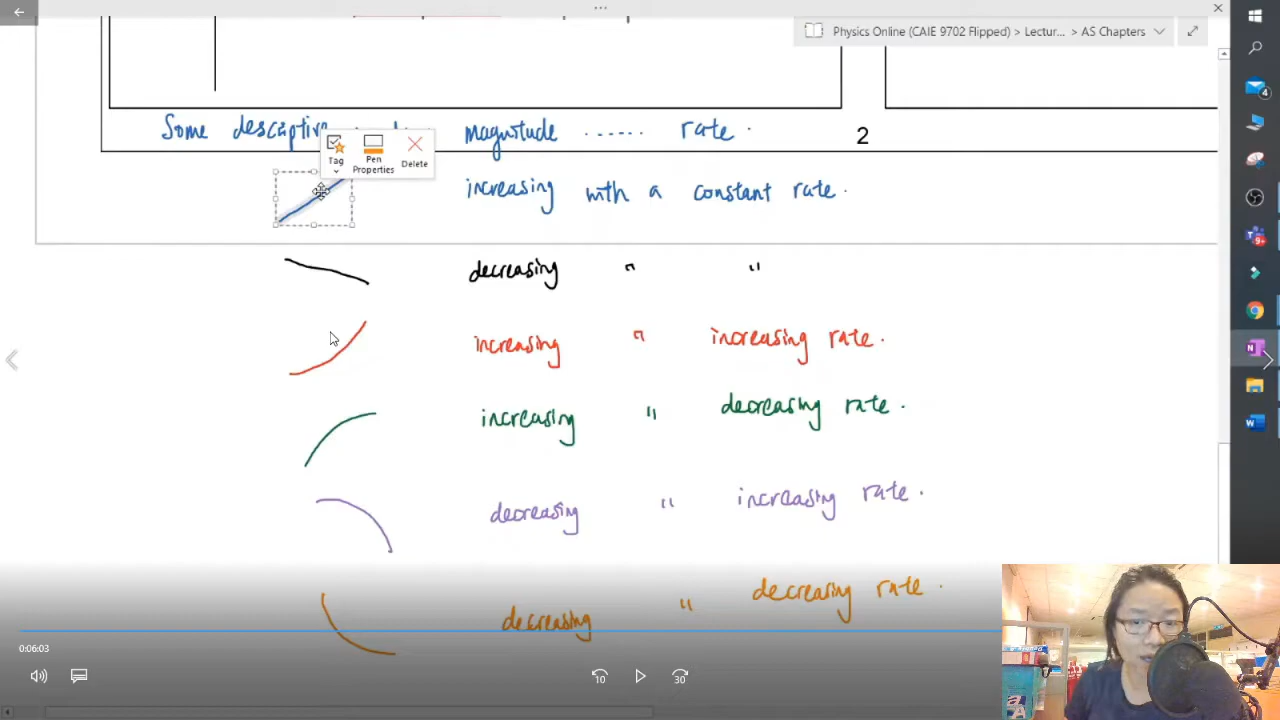 Physics Online (CAIE 9702 Flipped) > Lectur... > AS Chapters
Some descriptive magnitude ...... rate.
2
Tag
Pen Properties
Delete
increasing with a constant rate.
decreasing " "
increasing " increasing rate.
increasing " decreasing rate.
decreasing " increasing rate.
decreasing " decreasing rate.
0:06:03
10
30
4
9+